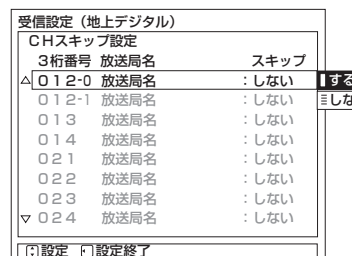 受信設定（地上デジタル）
CHスキップ設定
3桁番号 放送局名 スキップ
012-0 放送局名 ：しない する
012-1 放送局名 ：しない
013 放送局名 ：しない
014 放送局名 ：しない
021 放送局名 ：しない
022 放送局名 ：しない
023 放送局名 ：しない
024 放送局名 ：しない
設定 設定終了